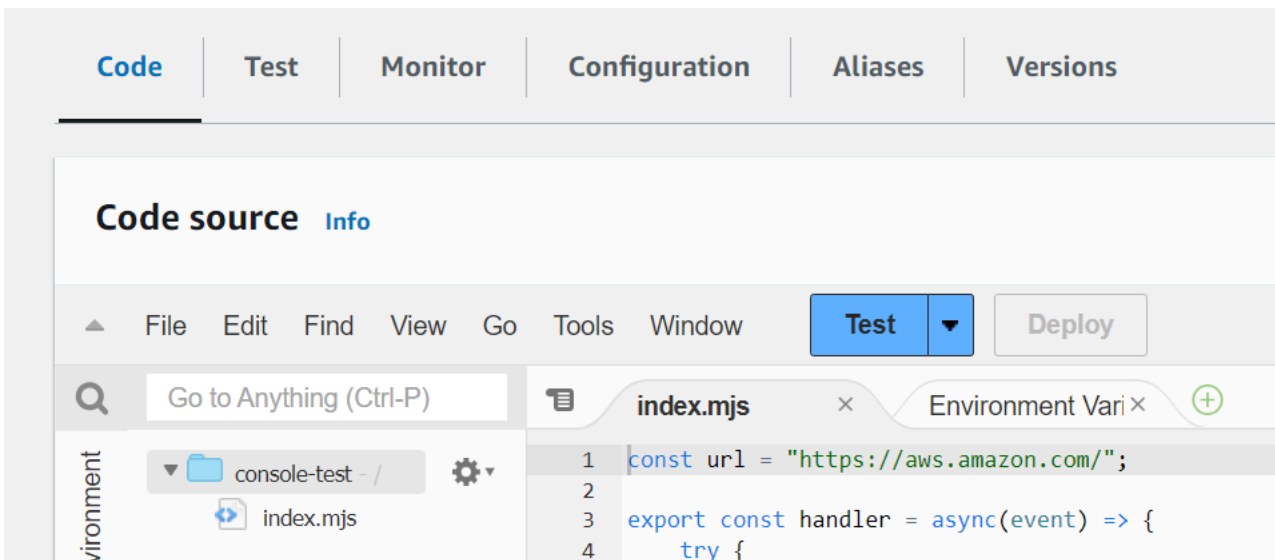 Code Test Monitor Configuration Aliases Versions
Code source Info
File Edit Find View Go Tools Window Test Deploy
Go to Anything (Ctrl-P) index.mjs Environment Vari
console-test - /
index.mjs
vironment
1 const url = "https://aws.amazon.com/";
2
3 export const handler = async(event) => {
4 try {